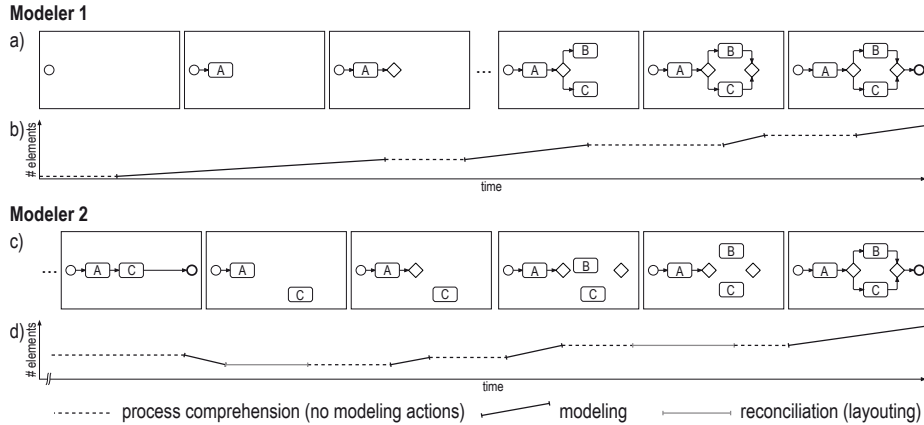 Modeler 1
a)
A
A
...
A
B
C
A
B
C
A
B
C
b)
# elements
time
Modeler 2
c)
...
A
C
A
C
A
C
A
B
C
A
B
C
A
B
C
d)
# elements
time
process comprehension (no modeling actions)
modeling
reconciliation (layouting)